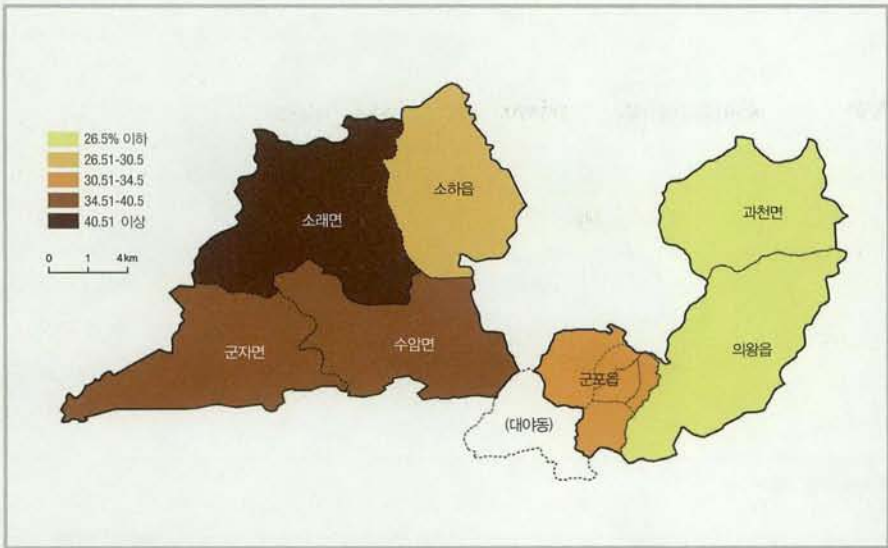 26.5% 이하
26.51-30.5
30.51-34.5
34.51-40.5
40.51 이상
0 1 4km
소하읍
소래면
과천면
군자면
수암면
군포읍
의왕읍
(대야동)